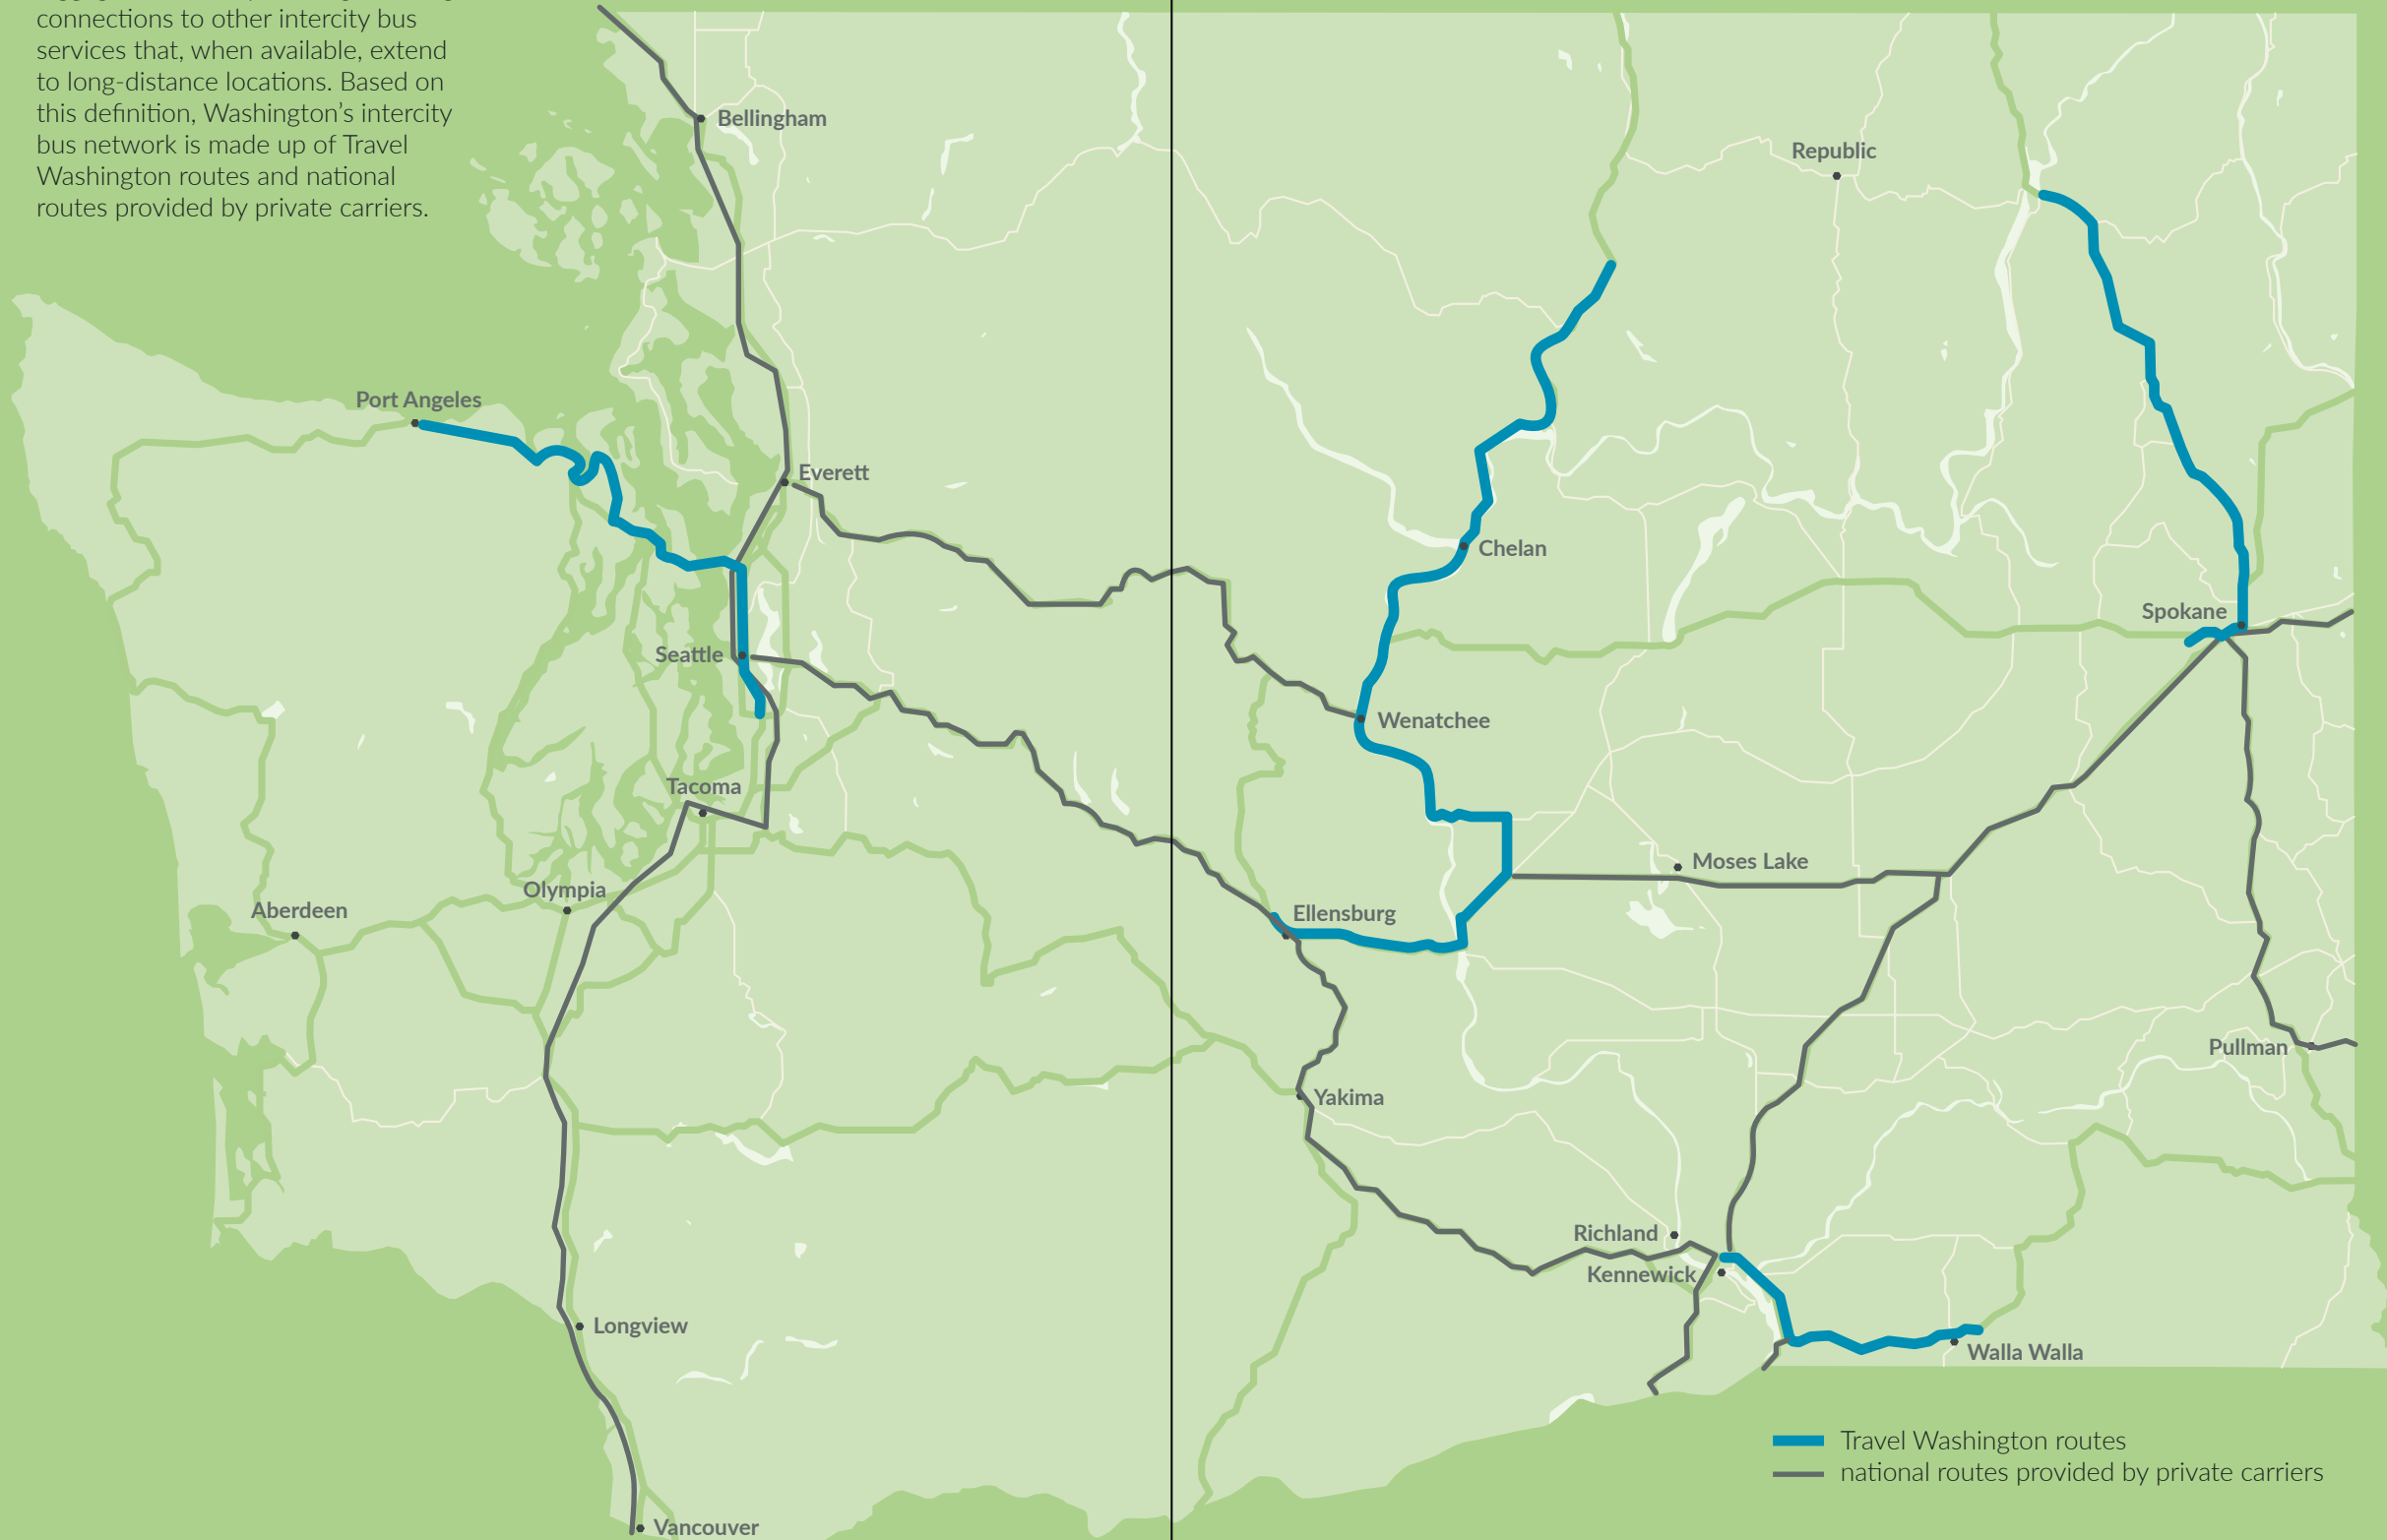 connections to other intercity bus
services that, when available, extend
to long-distance locations. Based on
this definition, Washington’s intercity
bus network is made up of Travel
Washington routes and national
routes provided by private carriers.
Bellingham
Republic
Port Angeles
Everett
Chelan
Spokane
Seattle
Wenatchee
Tacoma
Moses Lake
Olympia
Aberdeen
Ellensburg
Pullman
Yakima
Richland
Kennewick
Longview
Walla Walla
Travel Washington routes
national routes provided by private carriers
Vancouver